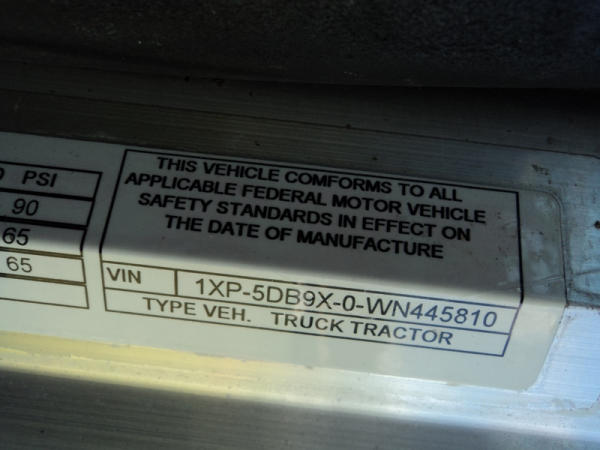 PSI
90
65
65
THIS VEHICLE COMFORMS TO ALL
APPLICABLE FEDERAL MOTOR VEHICLE
SAFETY STANDARDS IN EFFECT ON
THE DATE OF MANUFACTURE
VIN 1XP-5DB9X-0-WN445810
TYPE VEH. TRUCK TRACTOR